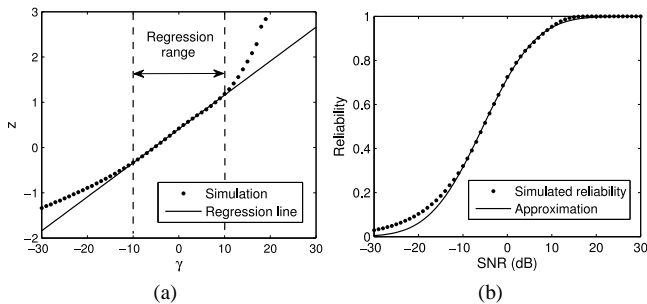 3
2
1
0
−1
−2
z
Regression
range
Simulation
Regression line
−30 −20 −10 0 10 20 30
γ
(a)
1
0.8
0.6
0.4
0.2
0
Reliability
Simulated reliability
Approximation
−30 −20 −10 0 10 20 30
SNR (dB)
(b)